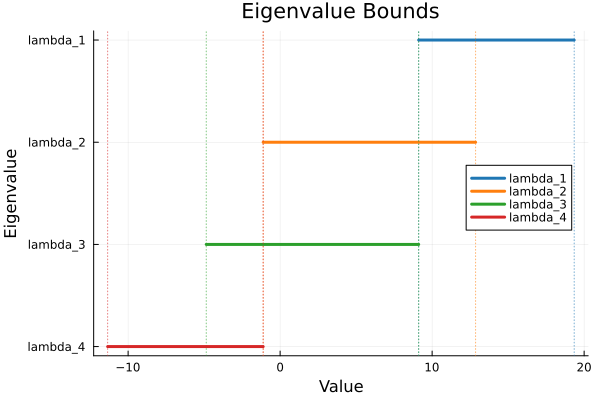 Eigenvalue Bounds
lambda_1
lambda_2
lambda_3
lambda_4
Eigenvalue
lambda_1
lambda_2
lambda_3
lambda_4
−10
0
10
20
Value